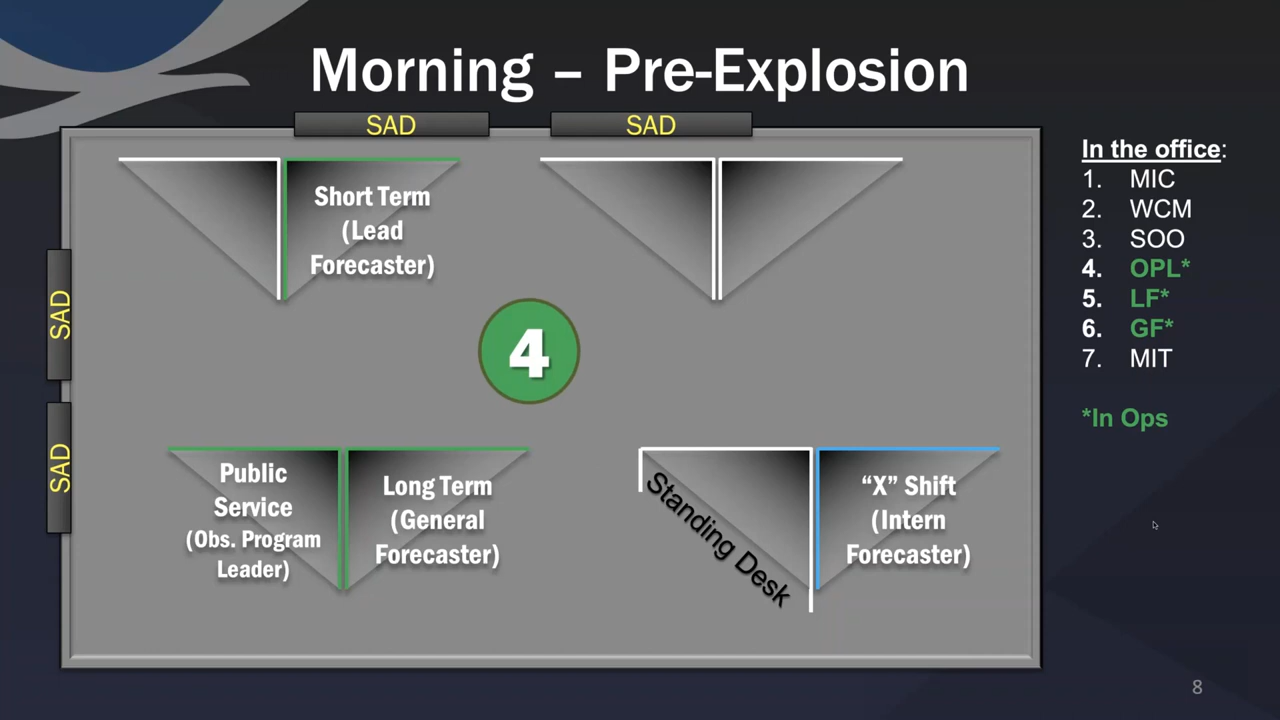 Morning – Pre-Explosion
SAD
SAD
In the office:
1. MIC
2. WCM
3. SOO
4. OPL*
5. LF*
6. GF*
7. MIT
*In Ops
Short Term
(Lead
Forecaster)
SAD
4
SAD
Public
Service
(Obs. Program
Leader)
Long Term
(General
Forecaster)
Standing Desk
“X” Shift
(Intern
Forecaster)
8